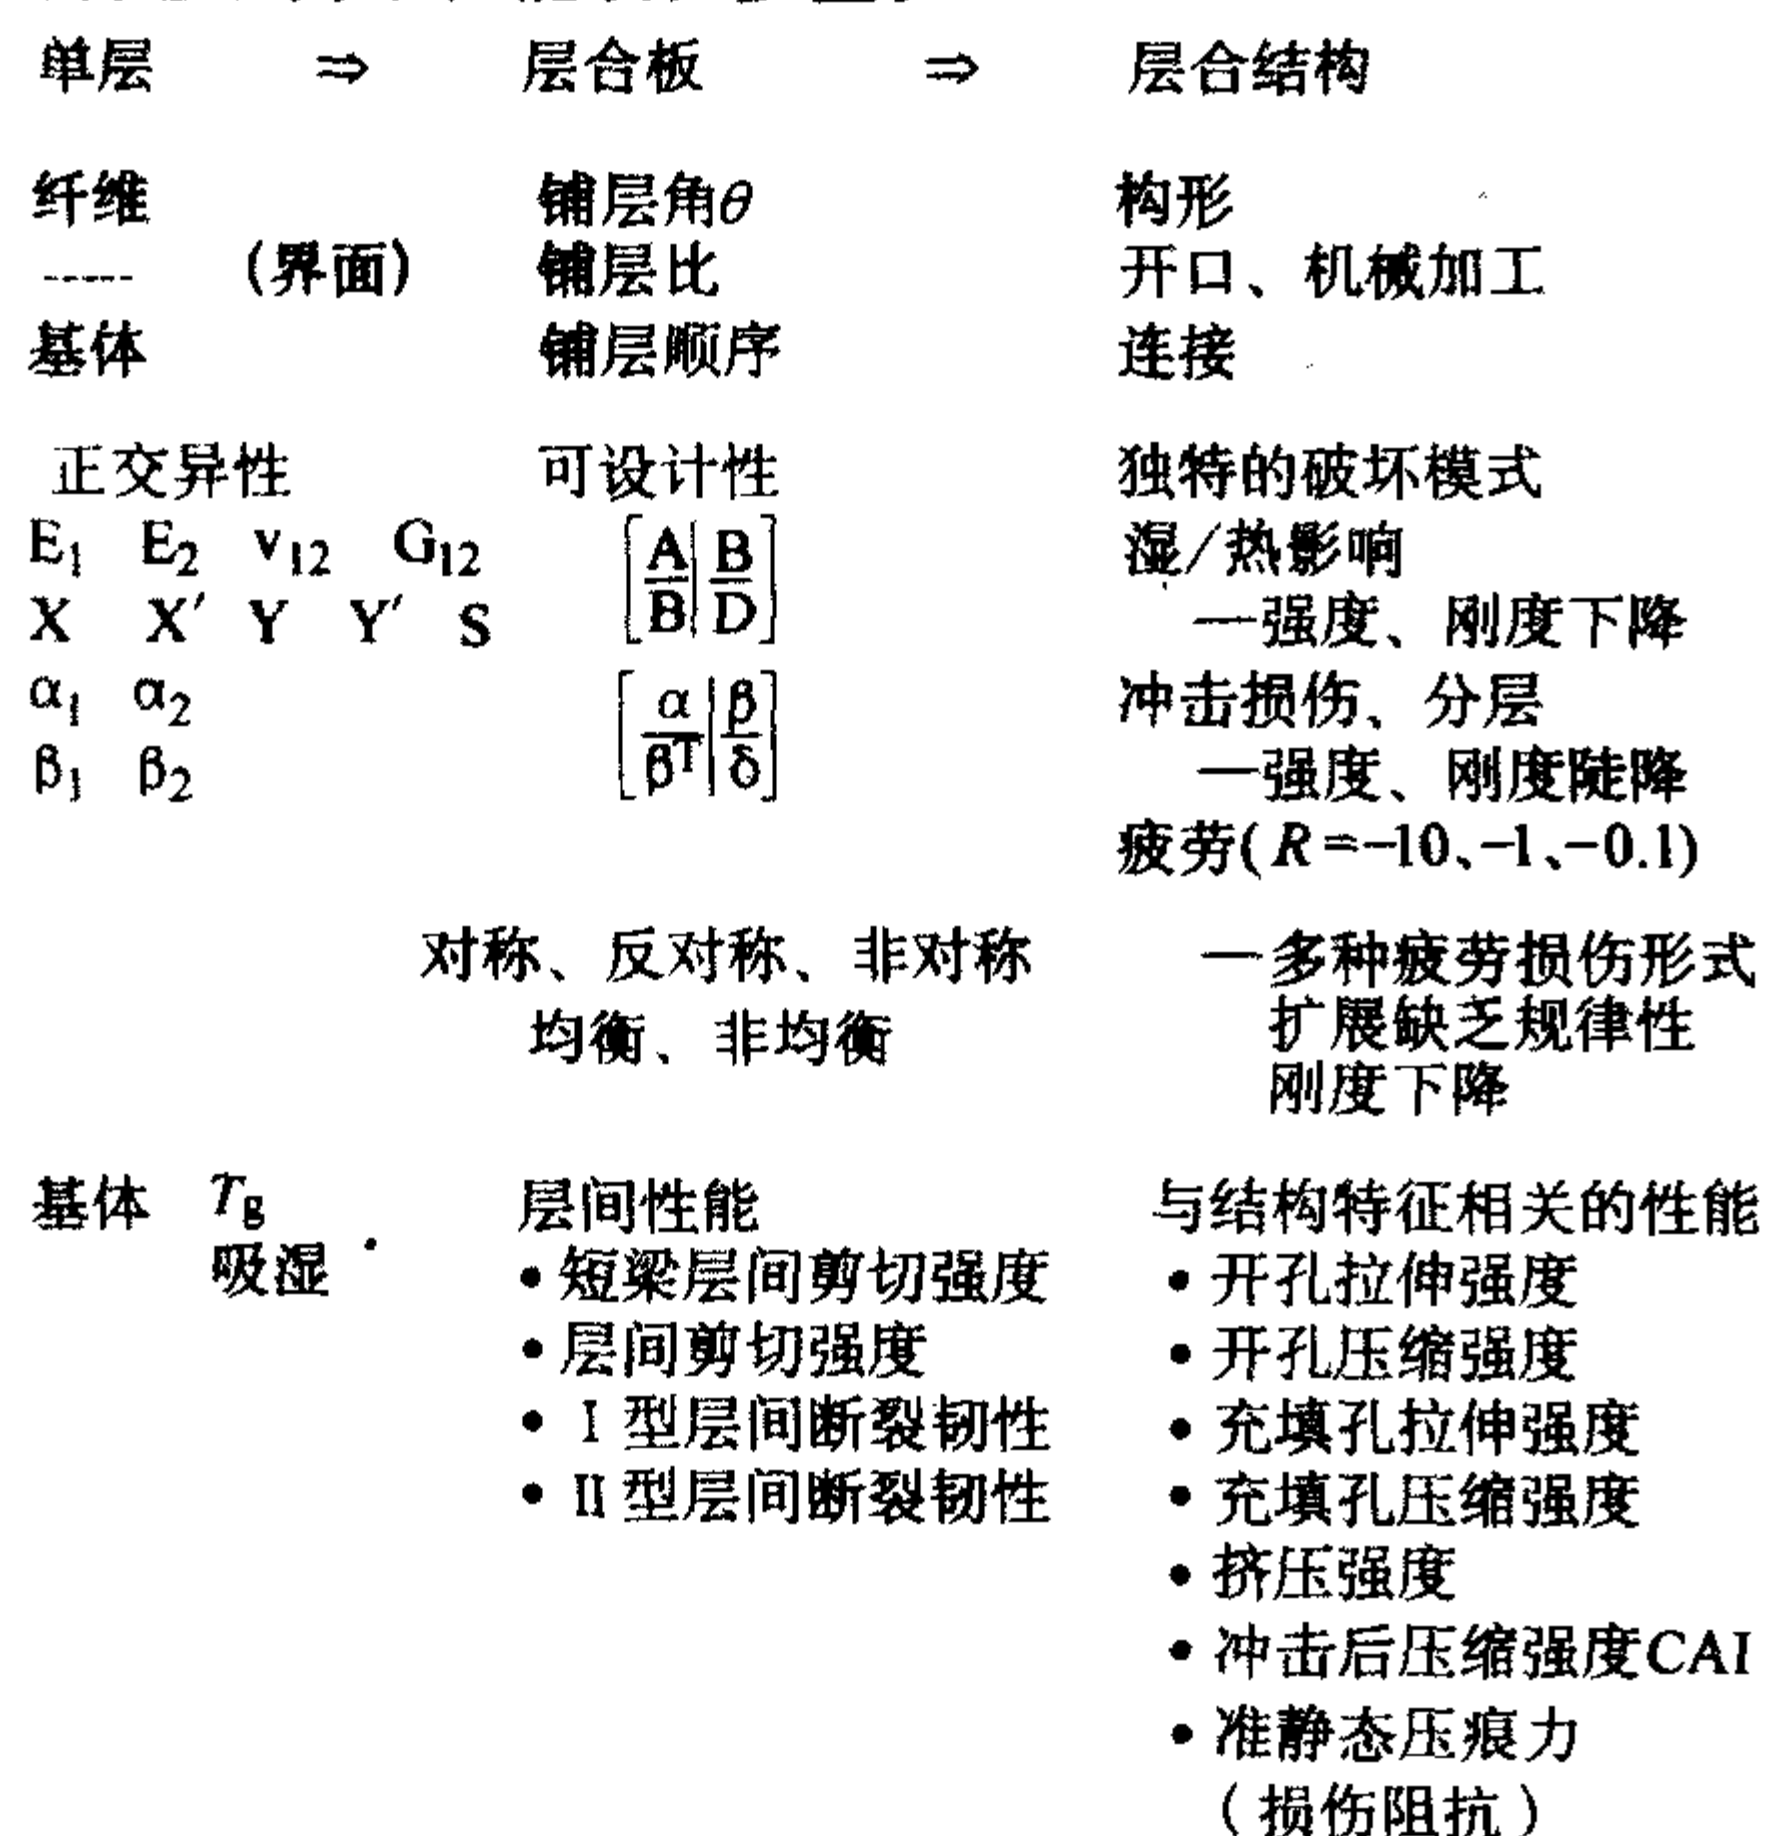 单层 ⇒ 层合板 ⇒ 层合结构
纤维 铺层角θ 构形
----- (界面) 铺层比 开口、机械加工
基体 铺层顺序 连接
正交异性 可设计性 独特的破坏模式
E₁ E₂ ν₁₂ G₁₂ [A|B] 湿/热影响
X X′ Y Y′ S [B|D] —强度、刚度下降
α₁ α₂ [α|β] 冲击损伤、分层
β₁ β₂ [βᵀ|δ] —强度、刚度陡降
疲劳(R=-10、-1、-0.1)
对称、反对称、非对称 —多种疲劳损伤形式
扩展缺乏规律性
均衡、非均衡
刚度下降
基体 Tg 层间性能 与结构特征相关的性能
吸湿 •短梁层间剪切强度 •开孔拉伸强度
•层间剪切强度 •开孔压缩强度
•I型层间断裂韧性 •充填孔拉伸强度
•II型层间断裂韧性 •充填孔压缩强度
•挤压强度
•冲击后压缩强度CAI
•准静态压痕力
(损伤阻抗)